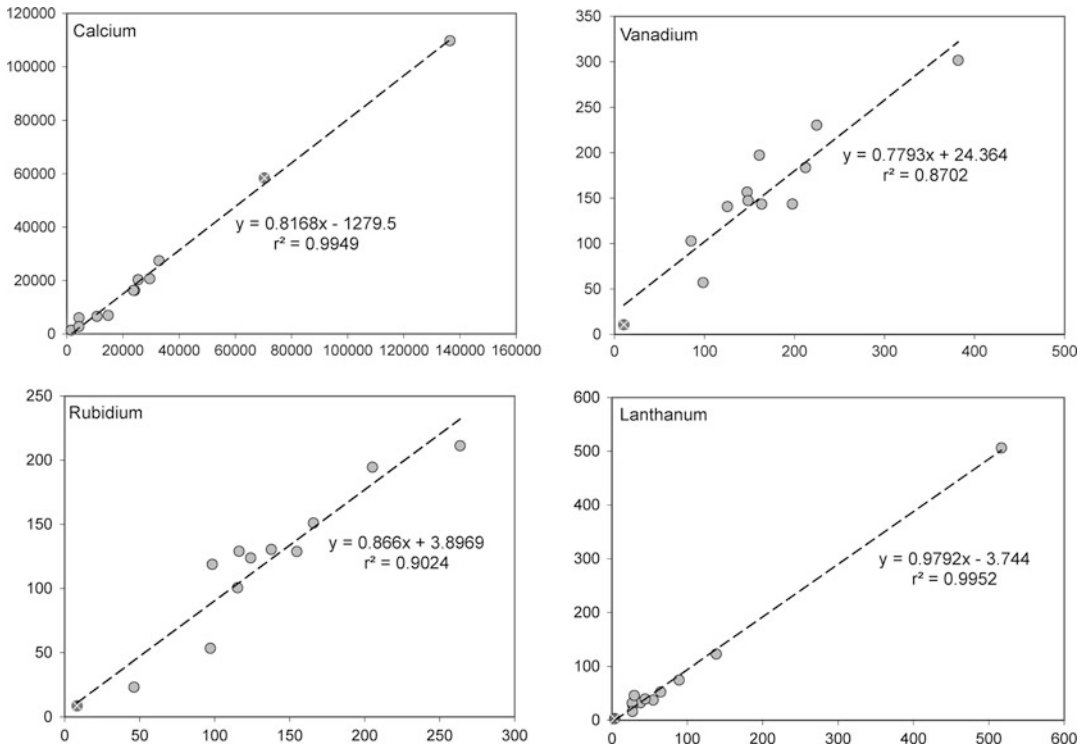 Calcium
120000
100000
80000
60000
40000
20000
0
y = 0.8168x - 1279.5
r² = 0.9949
0 20000 40000 60000 80000 100000 120000 140000 160000
Vanadium
350
300
250
200
150
100
50
0
y = 0.7793x + 24.364
r² = 0.8702
0 100 200 300 400 500
Rubidium
250
200
150
100
50
0
y = 0.866x + 3.8969
r² = 0.9024
0 50 100 150 200 250 300
Lanthanum
600
500
400
300
200
100
0
y = 0.9792x - 3.744
r² = 0.9952
0 100 200 300 400 500 600